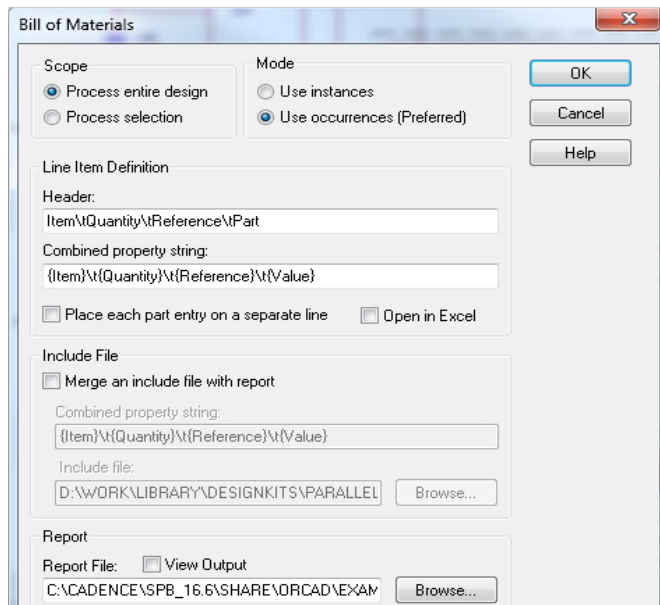 Bill of Materials
Scope
Process entire design
Process selection
Mode
Use instances
Use occurrences (Preferred)
OK
Cancel
Help
Line Item Definition
Header:
Item\tQuantity\tReference\tPart
Combined property string:
{Item}\t{Quantity}\t{Reference}\t{Value}
Place each part entry on a separate line
Open in Excel
Include File
Merge an include file with report
Combined property string:
{Item}\t{Quantity}\t{Reference}\t{Value}
Include file:
D:\WORK\LIBRARY\DESIGNKITS\PARALLEL
Browse...
Report
Report File:
View Output
C:\CADENCE\SPB_16.6\SHARE\ORCAD\EXAM
Browse...